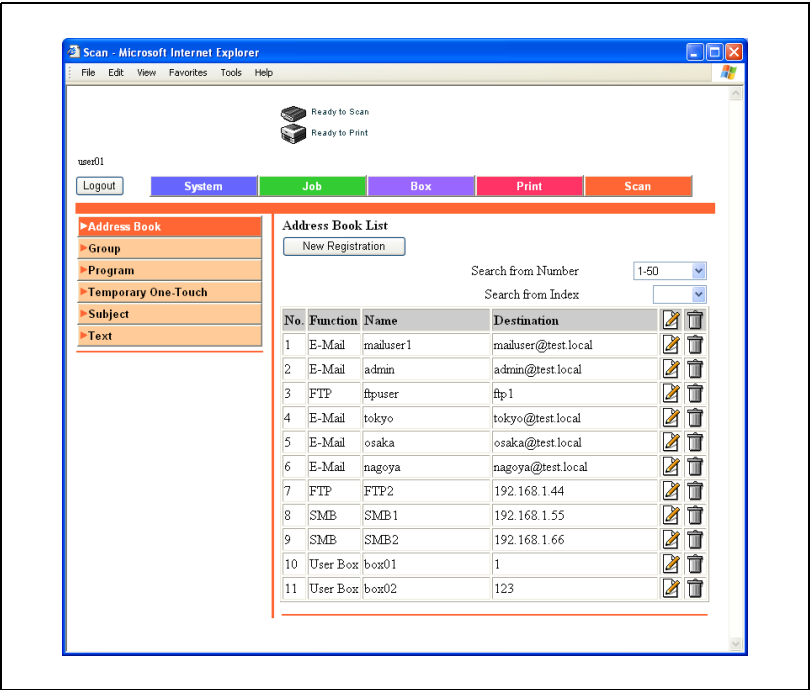 Scan - Microsoft Internet Explorer
File Edit View Favorites Tools Help
Ready to Scan
Ready to Print
user01
Logout System Job Box Print Scan
Address Book
Group
Program
Temporary One-Touch
Subject
Text
Address Book List
New Registration
Search from Number 1-50
Search from Index
No. Function Name Destination
1 E-Mail mailuser1 mailuser@test.local
2 E-Mail admin admin@test.local
3 FTP ftpuser ftp1
4 E-Mail tokyo tokyo@test.local
5 E-Mail osaka osaka@test.local
6 E-Mail nagoya nagoya@test.local
7 FTP FTP2 192.168.1.44
8 SMB SMB1 192.168.1.55
9 SMB SMB2 192.168.1.66
10 User Box box01 1
11 User Box box02 123